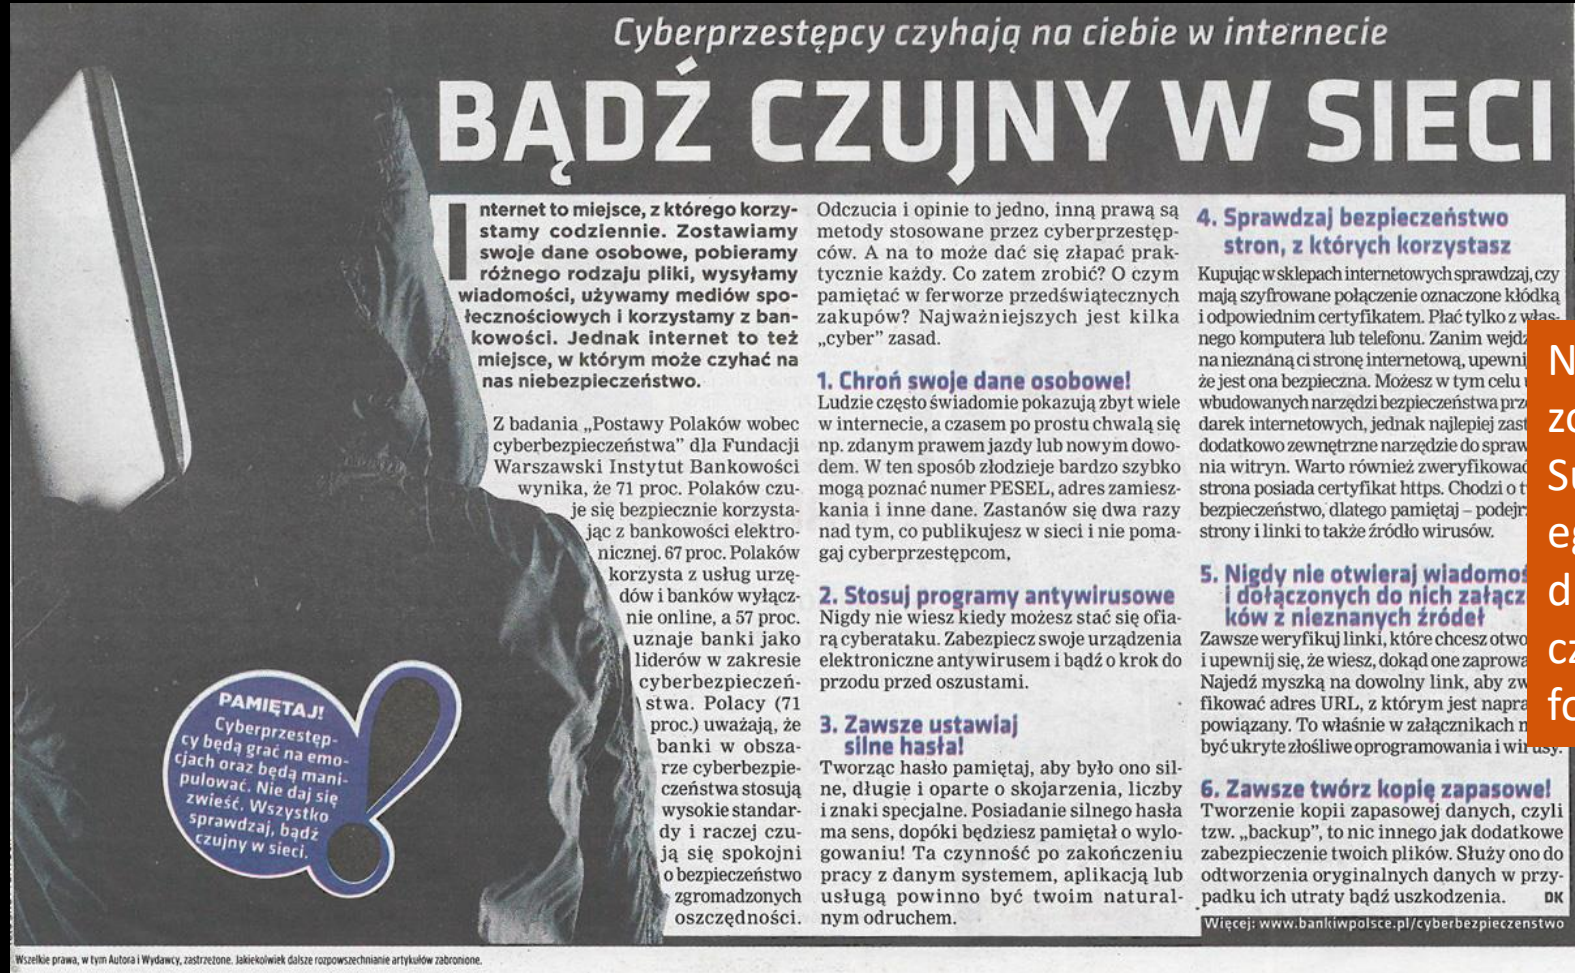 Cyberprzestępcy czyhają na ciebie w internecie
BĄDŹ CZUJNY W SIECI
Internet to miejsce, z którego korzy-
stamy codziennie. Zostawiamy
swoje dane osobowe, pobieramy
różnego rodzaju pliki, wysyłamy
wiadomości, używamy mediów spo-
łecznościowych i korzystamy z ban-
kowości. Jednak internet to też
miejsce, w którym może czyhać na
nas niebezpieczeństwo.
Z badania „Postawy Polaków wobec
cyberbezpieczeństwa” dla Fundacji
Warszawski Instytut Bankowości
wynika, że 71 proc. Polaków czu-
je się bezpiecznie korzysta-
jąc z bankowości elektro-
nicznej. 67 proc. Polaków
korzysta z usług urzę-
dów i banków wyłącz-
nie online, a 57 proc.
uznaje banki jako
liderów w zakresie
cyberbezpieczeń-
stwa. Polacy (71
proc.) uważają, że
banki w obsza-
rze cyberbezpie-
czeństwa stosują
wysokie standar-
dy i raczej czu-
ją się spokojni
o bezpieczeństwo
zgromadzonych
oszczędności.
PAMIĘTAJ!
Cyberprzestęp-
cy będą grać na emo-
cjach oraz będą mani-
pulować. Nie daj się
zwieść. Wszystko
sprawdzaj, bądź
czujny w sieci.
Odczucia i opinie to jedno, inną prawą są
metody stosowane przez cyberprzestęp-
ców. A na to może dać się złapać prak-
tycznie każdy. Co zatem zrobić? O czym
pamiętać w ferworze przedświątecznych
zakupów? Najważniejszych jest kilka
„cyber” zasad.
1. Chroń swoje dane osobowe!
Ludzie często świadomie pokazują zbyt wiele
w internecie, a czasem po prostu chwalą się
np. zdanym prawem jazdy lub nowym dowo-
dem. W ten sposób złodzieje bardzo szybko
mogą poznać numer PESEL, adres zamiesz-
kania i inne dane. Zastanów się dwa razy
nad tym, co publikujesz w sieci i nie poma-
gaj cyberprzestępcom,
2. Stosuj programy antywirusowe
Nigdy nie wiesz kiedy możesz stać się ofia-
rą cyberataku. Zabezpiecz swoje urządzenia
elektroniczne antywirusem i bądź o krok do
przodu przed oszustami.
3. Zawsze ustawiaj
silne hasła!
Tworząc hasło pamiętaj, aby było ono sil-
ne, długie i oparte o skojarzenia, liczby
i znaki specjalne. Posiadanie silnego hasła
ma sens, dopóki będziesz pamiętał o wylo-
gowaniu! Ta czynność po zakończeniu
pracy z danym systemem, aplikacją lub
usługą powinno być twoim natural-
nym odruchem.
4. Sprawdzaj bezpieczeństwo
stron, z których korzystasz
Kupując w sklepach internetowych sprawdzaj, czy
mają szyfrowane połączenie oznaczone kłódką
i odpowiednim certyfikatem. Płać tylko z włas-
nego komputera lub telefonu. Zanim wejdz
na nieznaną ci stronę internetową, upewni
że jest ona bezpieczna. Możesz w tym celu
wbudowanych narzędzi bezpieczeństwa prz
darek internetowych, jednak najlepiej zast
dodatkowo zewnętrzne narzędzie do spraw
nia witryn. Warto również zweryfikować
strona posiada certyfikat https. Chodzi o t
bezpieczeństwo, dlatego pamiętaj – podejr
strony i linki to także źródło wirusów.
5. Nigdy nie otwieraj wiadomoś
i dołączonych do nich załącz
ków z nieznanych źródeł
Zawsze weryfikuj linki, które chcesz otwo
i upewnij się, że wiesz, dokąd one zaprowa
Najedź myszką na dowolny link, aby zw
fikować adres URL, z którym jest napra
powiązany. To właśnie w załącznikach m
być ukryte złośliwe oprogramowania i wirusy.
6. Zawsze twórz kopię zapasowe!
Tworzenie kopii zapasowej danych, czyli
tzw. „backup”, to nic innego jak dodatkowe
zabezpieczenie twoich plików. Służy ono do
odtworzenia oryginalnych danych w przy-
padku ich utraty bądź uszkodzenia. DK
Więcej: www.bankiwpolsce.pl/cyberbezpieczenstwo
Wszelkie prawa, w tym Autora i Wydawcy, zastrzeżone. Jakiekolwiek dalsze rozpowszechnianie artykułów zabronione.